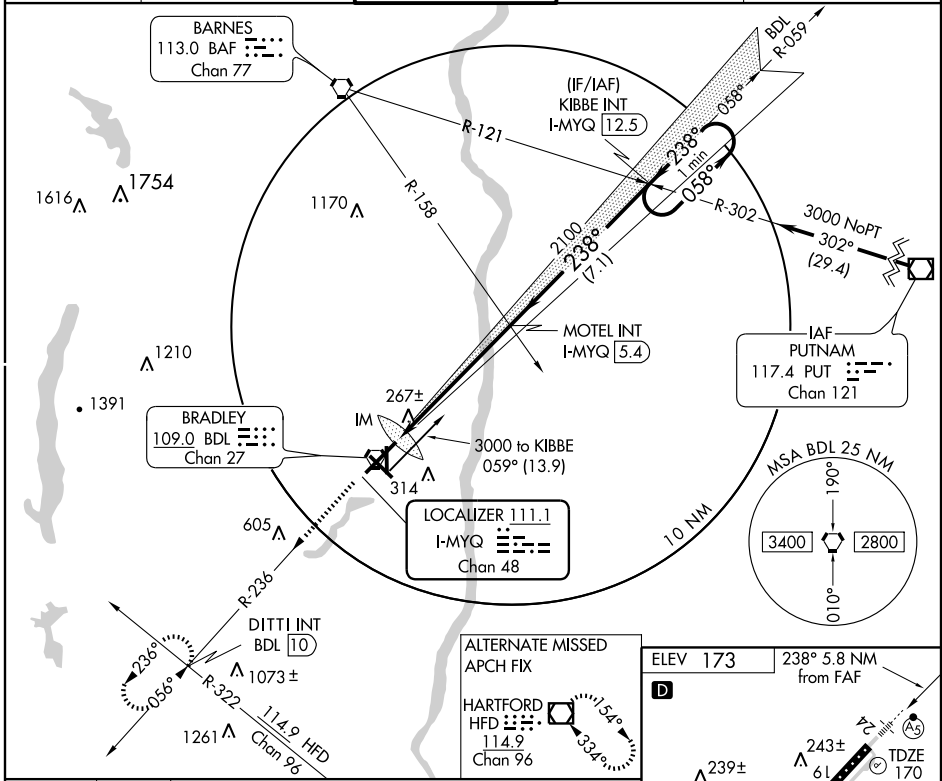 BARNES
113.0 BAF
Chan 77
BDL
R-059
(IF/IAF)
KIBBE INT
I-MYQ 12.5
058°
R-121
238°
1 min
058°
1616
1754
1170
R-158
R-302
3000 NoPT
302°
(29.4)
2100
238°
(7.1)
MOTEL INT
I-MYQ 5.4
IAF
PUTNAM
117.4 PUT
Chan 121
1210
1391
267±
IM
BRADLEY
109.0 BDL
Chan 27
3000 to KIBBE
059° (13.9)
314
MSA BDL 25 NM
190°
3400
2800
010°
LOCALIZER 111.1
I-MYQ
Chan 48
10 NM
605
R-236
DITTI INT
BDL 10
236°
056°
1073 ±
R-322
114.9 HFD
Chan 96
1261
ALTERNATE MISSED
APCH FIX
HARTFORD
HFD
114.9
Chan 96
154°
334°
ELEV 173
238° 5.8 NM
from FAF
D
24
A5
TDZE
170
243±
239±
19